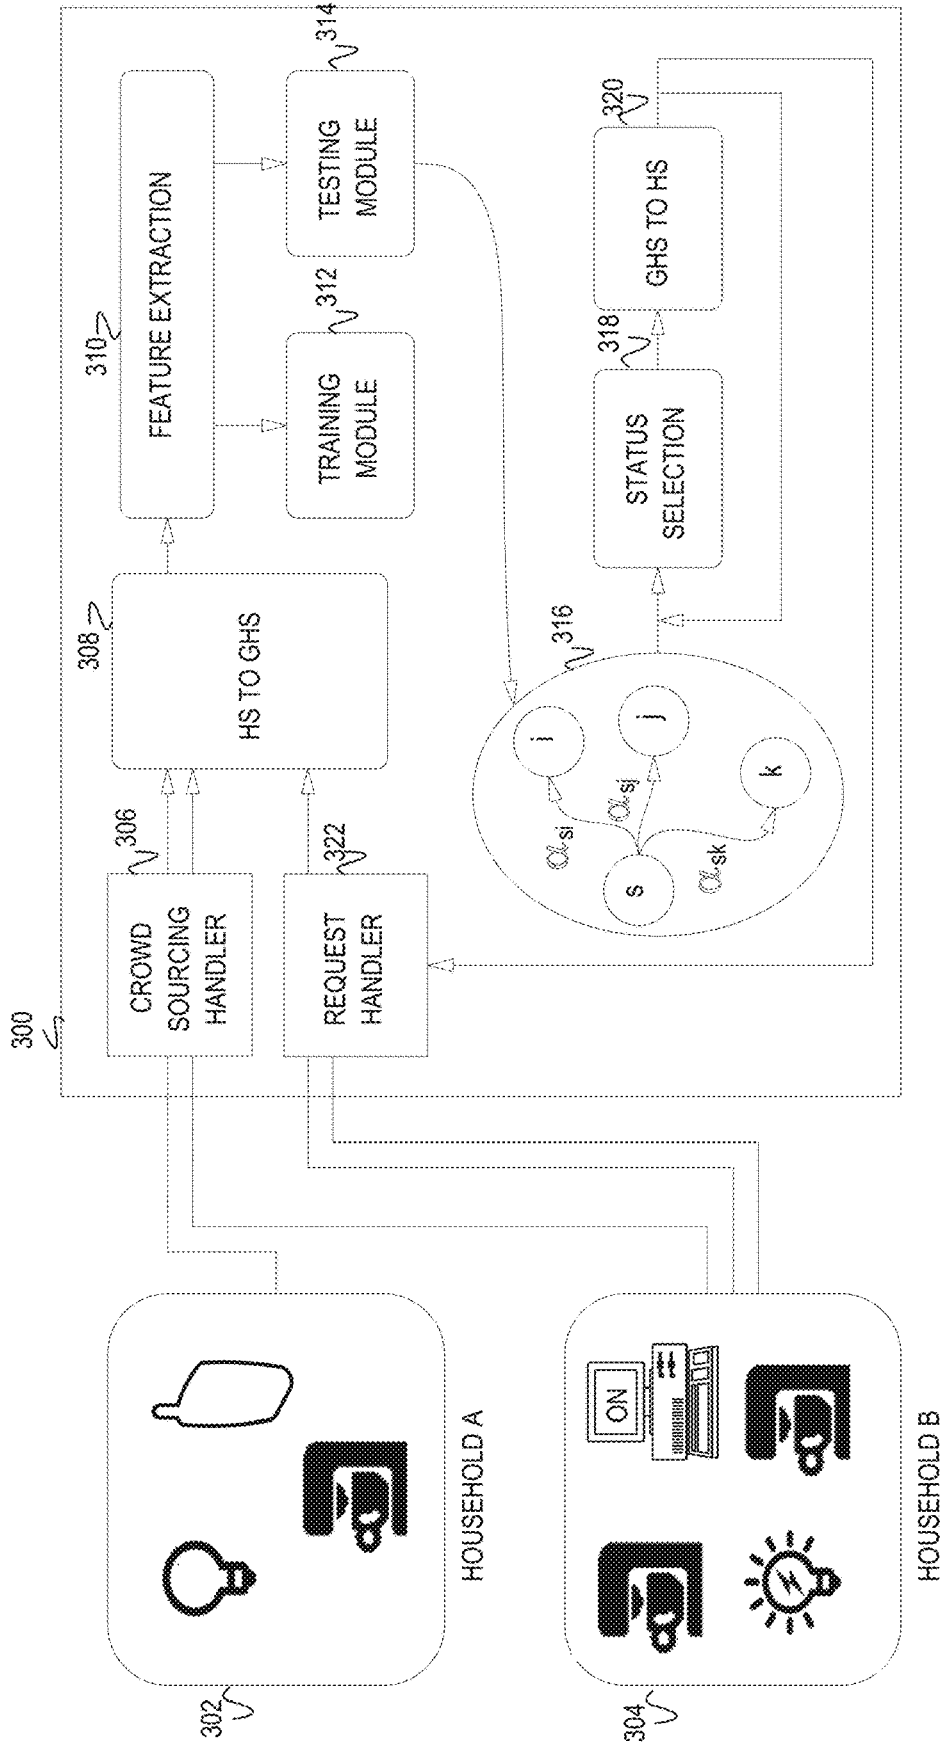 300
302
HOUSEHOLD A
304
ON
HOUSEHOLD B
306
CROWD
SOURCING
HANDLER
322
REQUEST
HANDLER
308
HS TO GHS
310
FEATURE EXTRACTION
312
TRAINING
MODULE
314
TESTING
MODULE
316
s
αsi
αsj
αsk
i
j
k
318
STATUS
SELECTION
320
GHS TO HS